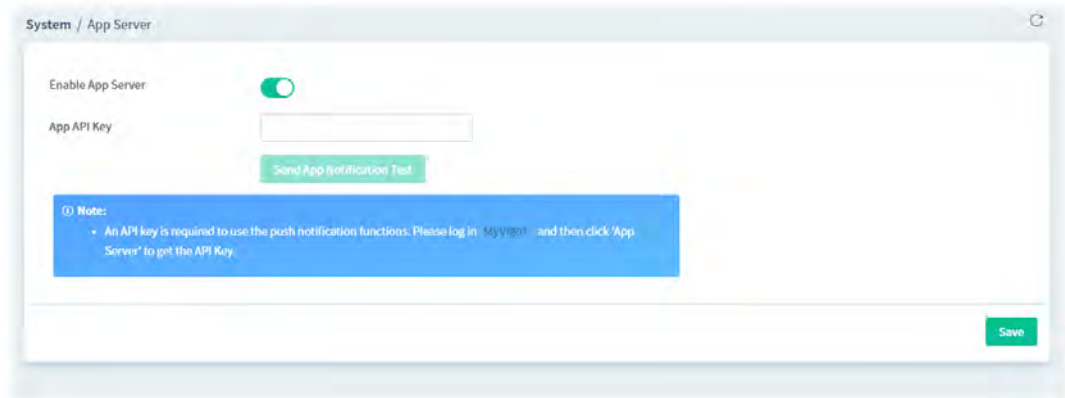 System / App Server
Enable App Server
App API Key
Send App Notification Test
Note:
• An API key is required to use the push notification functions. Please log in MyVigor and then click 'App
Server' to get the API Key.
Save